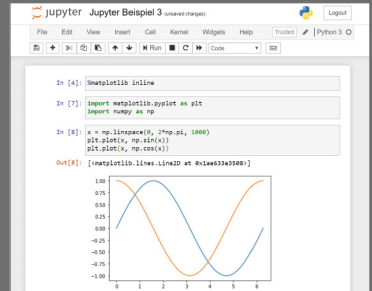 jupyter Jupyter Beispiel 3 (unsaved changes) Logout
File Edit View Insert Cell Kernel Widgets Help Trusted Python 3
Run Code
In [4]: %matplotlib inline
In [7]: import matplotlib.pyplot as plt
import numpy as np
In [8]: x = np.linspace(0, 2*np.pi, 1000)
plt.plot(x, np.sin(x))
plt.plot(x, np.cos(x))
Out[8]: [<matplotlib.lines.Line2D at 0x1ae633e3508>]
1.00
0.75
0.50
0.25
0.00
−0.25
−0.50
−0.75
−1.00
0 1 2 3 4 5 6